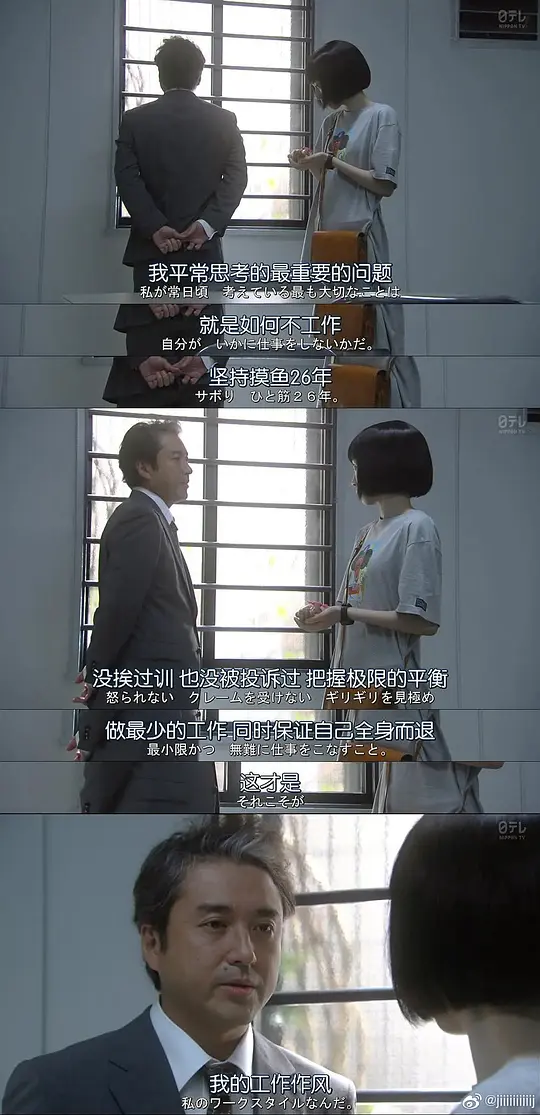 日テレ
NIPPON TV
我平常思考的最重要的问题
私が常日頃 考えている最も大切なことは
就是如何不工作
自分が いかに仕事をしないかだ。
坚持摸鱼26年
サボり ひと筋２６年。
日テレ
NIPPON TV
没挨过训 也没被投诉过 把握极限的平衡
怒られない クレームを受けない ギリギリを見極め
做最少的工作 同时保证自己全身而退
最小限かつ 無難に仕事をこなすこと。
这才是
それこそが
日テレ
NIPPON TV
我的工作作风
私のワークスタイルなんだ。